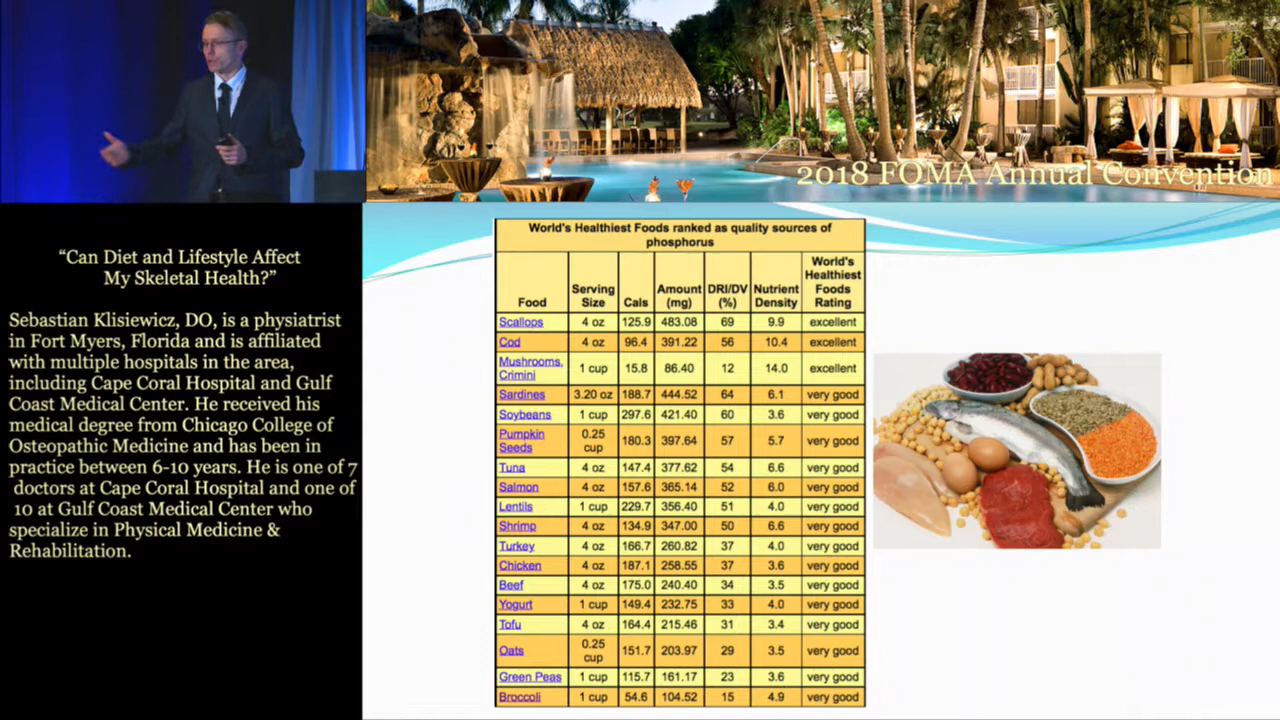 2018 FOMA Annual Convention
“Can Diet and Lifestyle Affect
My Skeletal Health?”
Sebastian Klisiewicz, DO, is a physiatrist
in Fort Myers, Florida and is affiliated
with multiple hospitals in the area,
including Cape Coral Hospital and Gulf
Coast Medical Center. He received his
medical degree from Chicago College of
Osteopathic Medicine and has been in
practice between 6-10 years. He is one of 7
doctors at Cape Coral Hospital and one of
10 at Gulf Coast Medical Center who
specialize in Physical Medicine &
Rehabilitation.
World's Healthiest Foods ranked as quality sources of
phosphorus
Food Serving Size Cals Amount (mg) DRI/DV (%) Nutrient Density World's Healthiest Foods Rating
Scallops 4 oz 125.9 483.08 69 9.9 excellent
Cod 4 oz 96.4 391.22 56 10.4 excellent
Mushrooms, Crimini 1 cup 15.8 86.40 12 14.0 excellent
Sardines 3.20 oz 188.7 444.52 64 6.1 very good
Soybeans 1 cup 297.6 421.40 60 3.6 very good
Pumpkin Seeds 0.25 cup 180.3 397.64 57 5.7 very good
Tuna 4 oz 147.4 377.62 54 6.6 very good
Salmon 4 oz 157.6 365.14 52 6.0 very good
Lentils 1 cup 229.7 356.40 51 4.0 very good
Shrimp 4 oz 134.9 347.00 50 6.6 very good
Turkey 4 oz 166.7 260.82 37 4.0 very good
Chicken 4 oz 187.1 258.55 37 3.6 very good
Beef 4 oz 175.0 240.40 34 3.5 very good
Yogurt 1 cup 149.4 232.75 33 4.0 very good
Tofu 4 oz 164.4 215.46 31 3.4 very good
Oats 0.25 cup 151.7 203.97 29 3.5 very good
Green Peas 1 cup 115.7 161.17 23 3.6 very good
Broccoli 1 cup 54.6 104.52 15 4.9 very good